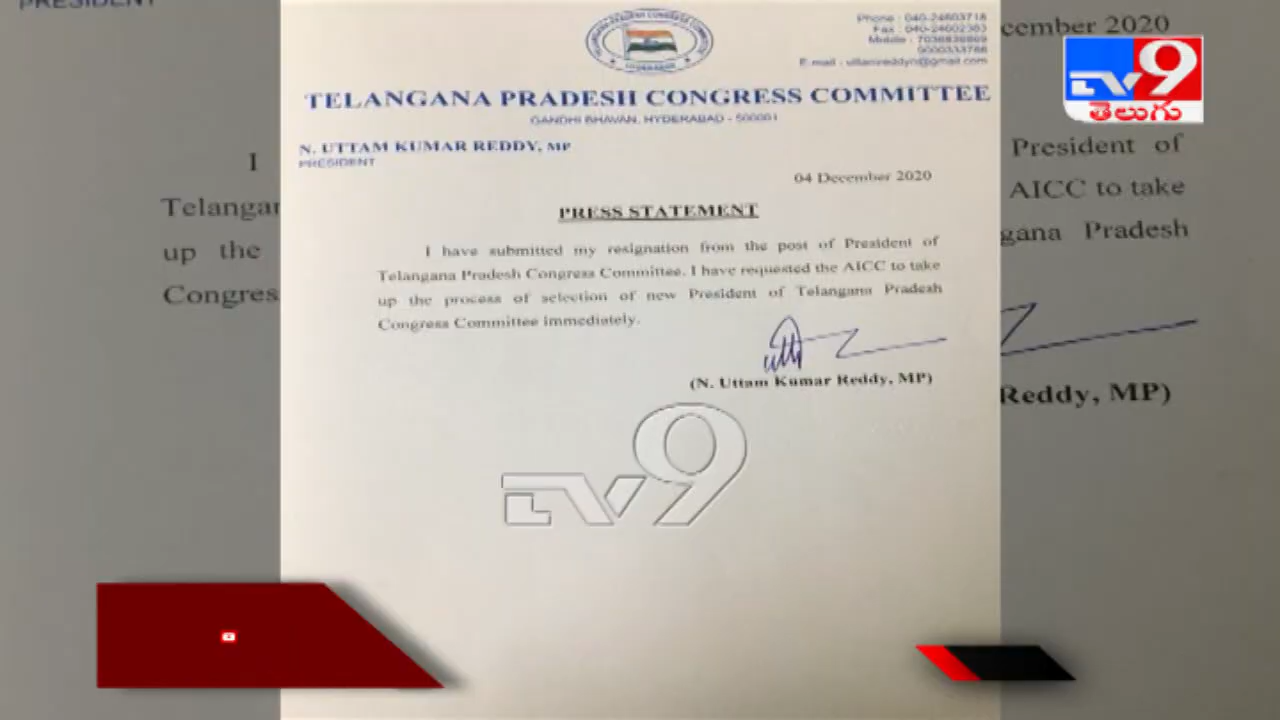 PRESIDENT
Phone : 040-24603718
TELANGANA PRADESH CONGRESS COMMITTEE
GANDHI BHAVAN, HYDERABAD - 500001
N. UTTAM KUMAR REDDY, MP
PRESIDENT
04 December 2020
PRESS STATEMENT
I have submitted my resignation from the post of President of
Telangana Pradesh Congress Committee. I have requested the AICC to take
up the process of selection of new President of Telangana Pradesh
Congress Committee immediately.
(N. Uttam Kumar Reddy, MP)
TV9
cember 2020
TV9
తెలుగు
I
President of
Telangar
AICC to take
up the
gana Pradesh
Congres
Reddy, MP)